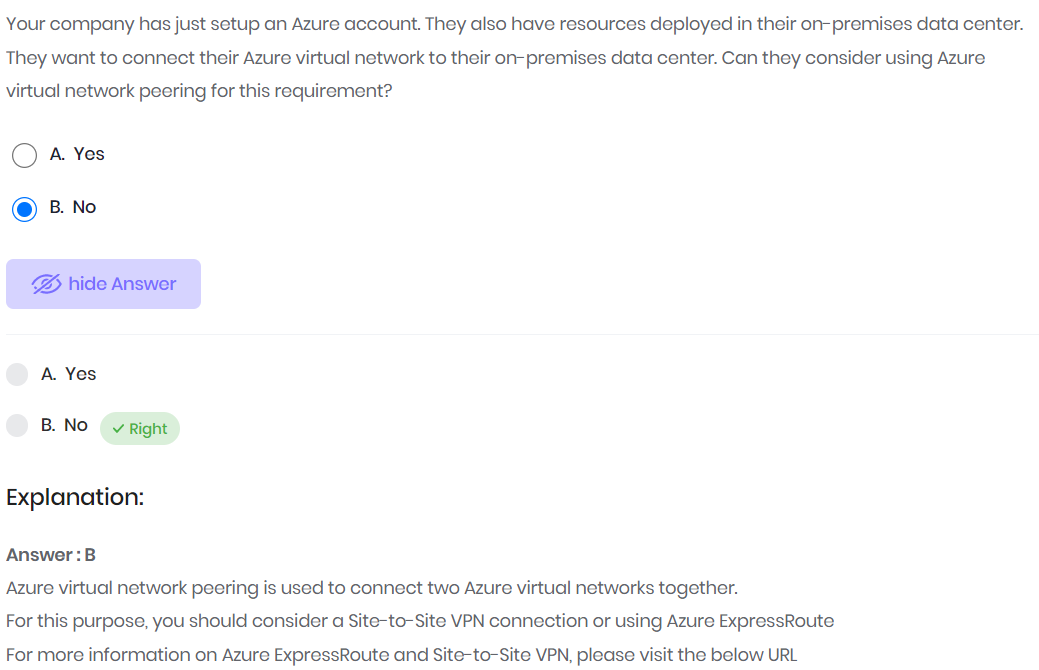 Your company has just setup an Azure account. They also have resources deployed in their on-premises data center.
They want to connect their Azure virtual network to their on-premises data center. Can they consider using Azure
virtual network peering for this requirement?
A. Yes
B. No
hide Answer
A. Yes
B. No ✓ Right
Explanation:
Answer : B
Azure virtual network peering is used to connect two Azure virtual networks together.
For this purpose, you should consider a Site-to-Site VPN connection or using Azure ExpressRoute
For more information on Azure ExpressRoute and Site-to-Site VPN, please visit the below URL